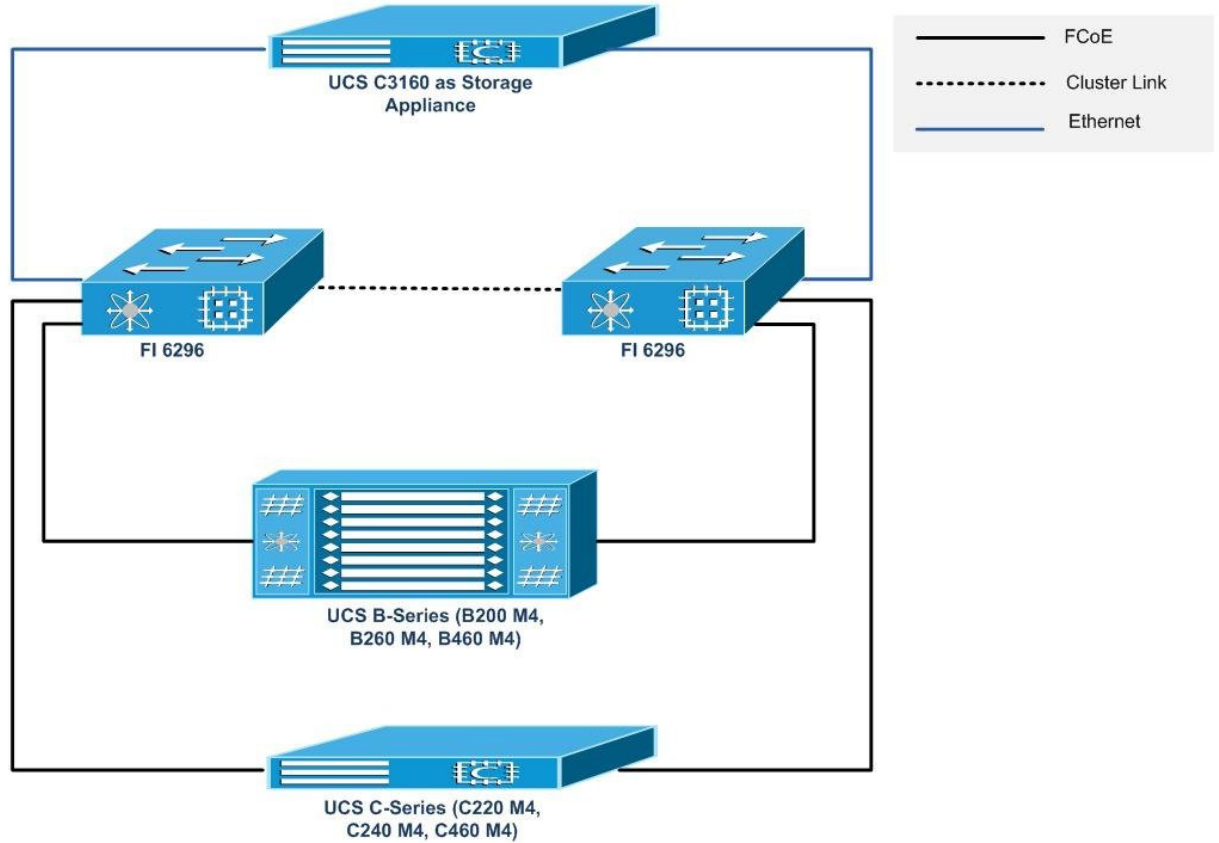 FCoE
Cluster Link
Ethernet
UCS C3160 as Storage
Appliance
FI 6296
FI 6296
UCS B-Series (B200 M4,
B260 M4, B460 M4)
UCS C-Series (C220 M4,
C240 M4, C460 M4)